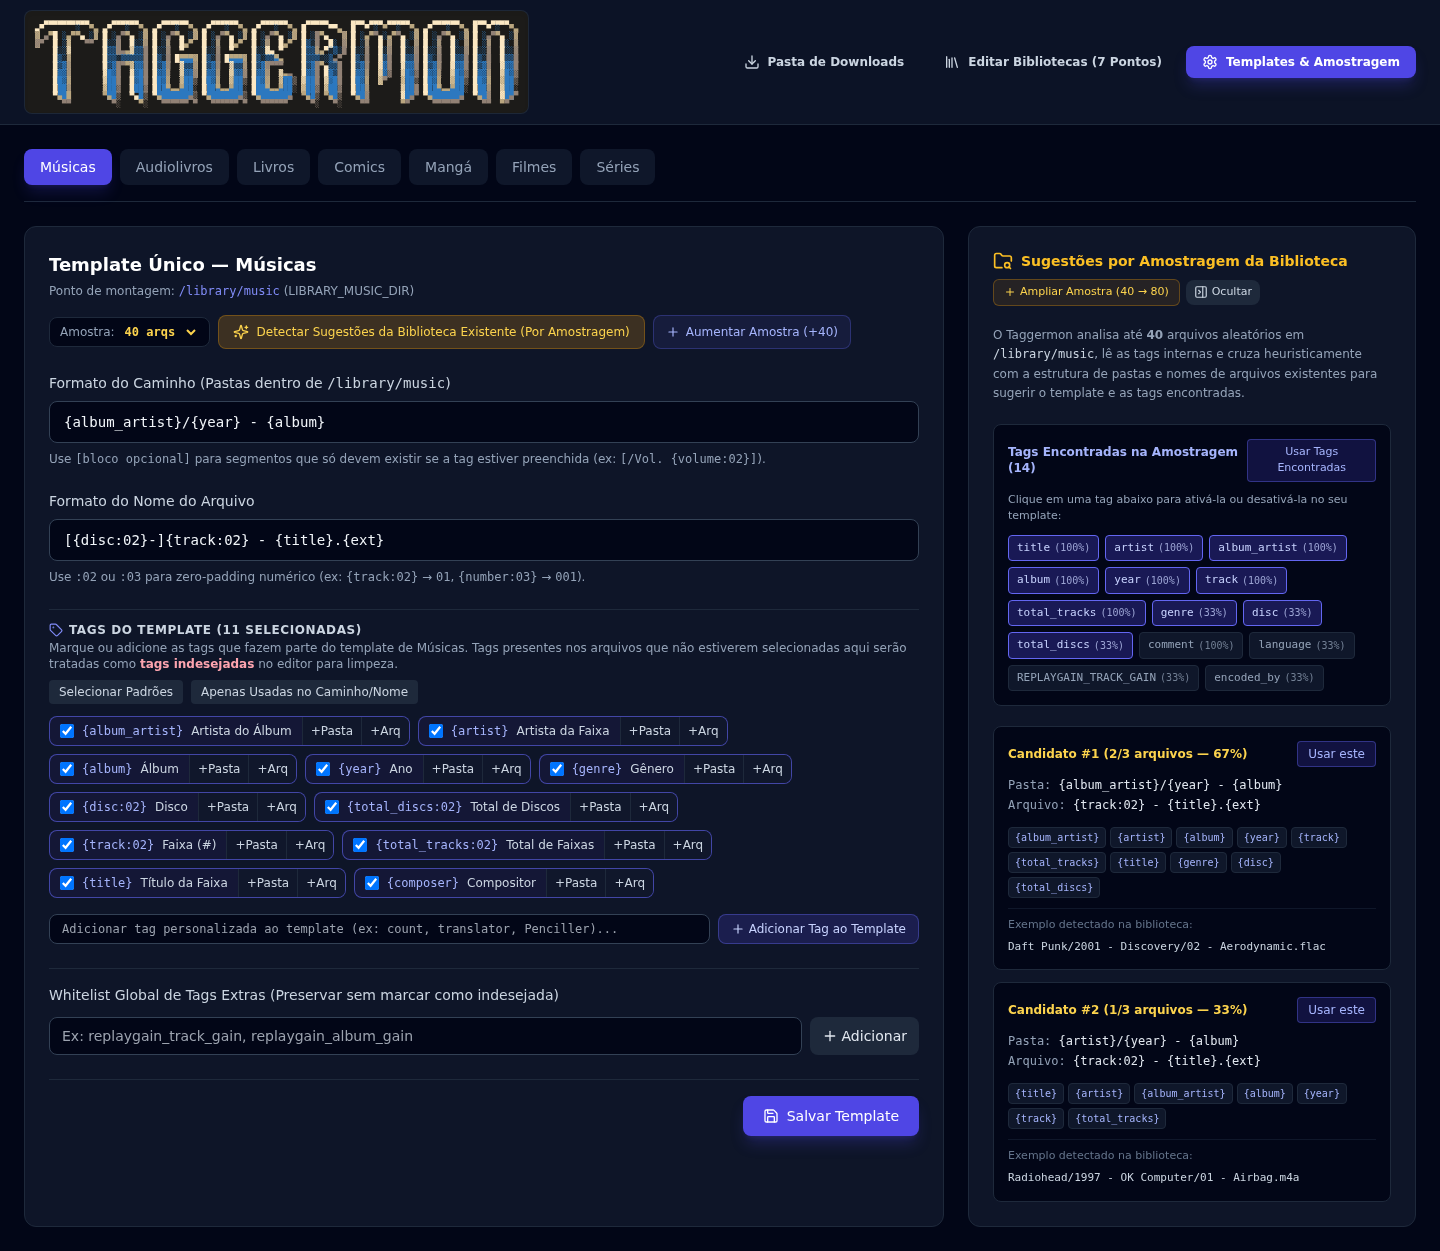 TAGGERMON
Pasta de Downloads
Editar Bibliotecas (7 Pontos)
Templates & Amostragem
Músicas
Audiolivros
Livros
Comics
Mangá
Filmes
Séries
Template Único — Músicas
Ponto de montagem: /library/music (LIBRARY_MUSIC_DIR)
Amostra: 40 arqs
Detectar Sugestões da Biblioteca Existente (Por Amostragem)
Aumentar Amostra (+40)
Formato do Caminho (Pastas dentro de /library/music)
{album_artist}/{year} - {album}
Use [bloco opcional] para segmentos que só devem existir se a tag estiver preenchida (ex: [/Vol. {volume:02}]).
Formato do Nome do Arquivo
[{disc:02}-]{track:02} - {title}.{ext}
Use :02 ou :03 para zero-padding numérico (ex: {track:02} → 01, {number:03} → 001).
TAGS DO TEMPLATE (11 SELECIONADAS)
Marque ou adicione as tags que fazem parte do template de Músicas. Tags presentes nos arquivos que não estiverem selecionadas aqui serão
tratadas como tags indesejadas no editor para limpeza.
Selecionar Padrões
Apenas Usadas no Caminho/Nome
{album_artist} Artista do Álbum +Pasta +Arq
{artist} Artista da Faixa +Pasta +Arq
{album} Álbum +Pasta +Arq
{year} Ano +Pasta +Arq
{genre} Gênero +Pasta +Arq
{disc:02} Disco +Pasta +Arq
{total_discs:02} Total de Discos +Pasta +Arq
{track:02} Faixa (#) +Pasta +Arq
{total_tracks:02} Total de Faixas +Pasta +Arq
{title} Título da Faixa +Pasta +Arq
{composer} Compositor +Pasta +Arq
Adicionar tag personalizada ao template (ex: count, translator, Penciller)...
+ Adicionar Tag ao Template
Whitelist Global de Tags Extras (Preservar sem marcar como indesejada)
Ex: replaygain_track_gain, replaygain_album_gain
+ Adicionar
Salvar Template
Sugestões por Amostragem da Biblioteca
+ Ampliar Amostra (40 → 80)
Ocultar
O Taggermon analisa até 40 arquivos aleatórios em
/library/music, lê as tags internas e cruza heuristicamente
com a estrutura de pastas e nomes de arquivos existentes para
sugerir o template e as tags encontradas.
Tags Encontradas na Amostragem
(14)
Usar Tags
Encontradas
Clique em uma tag abaixo para ativá-la ou desativá-la no seu
template:
title (100%) artist (100%) album_artist (100%)
album (100%) year (100%) track (100%)
total_tracks (100%) genre (33%) disc (33%)
total_discs (33%) comment (100%) language (33%)
REPLAYGAIN_TRACK_GAIN (33%) encoded_by (33%)
Candidato #1 (2/3 arquivos — 67%)
Usar este
Pasta: {album_artist}/{year} - {album}
Arquivo: {track:02} - {title}.{ext}
{album_artist} {artist} {album} {year} {track}
{total_tracks} {title} {genre} {disc}
{total_discs}
Exemplo detectado na biblioteca:
Daft Punk/2001 - Discovery/02 - Aerodynamic.flac
Candidato #2 (1/3 arquivos — 33%)
Usar este
Pasta: {artist}/{year} - {album}
Arquivo: {track:02} - {title}.{ext}
{title} {artist} {album_artist} {album} {year}
{track} {total_tracks}
Exemplo detectado na biblioteca:
Radiohead/1997 - OK Computer/01 - Airbag.m4a